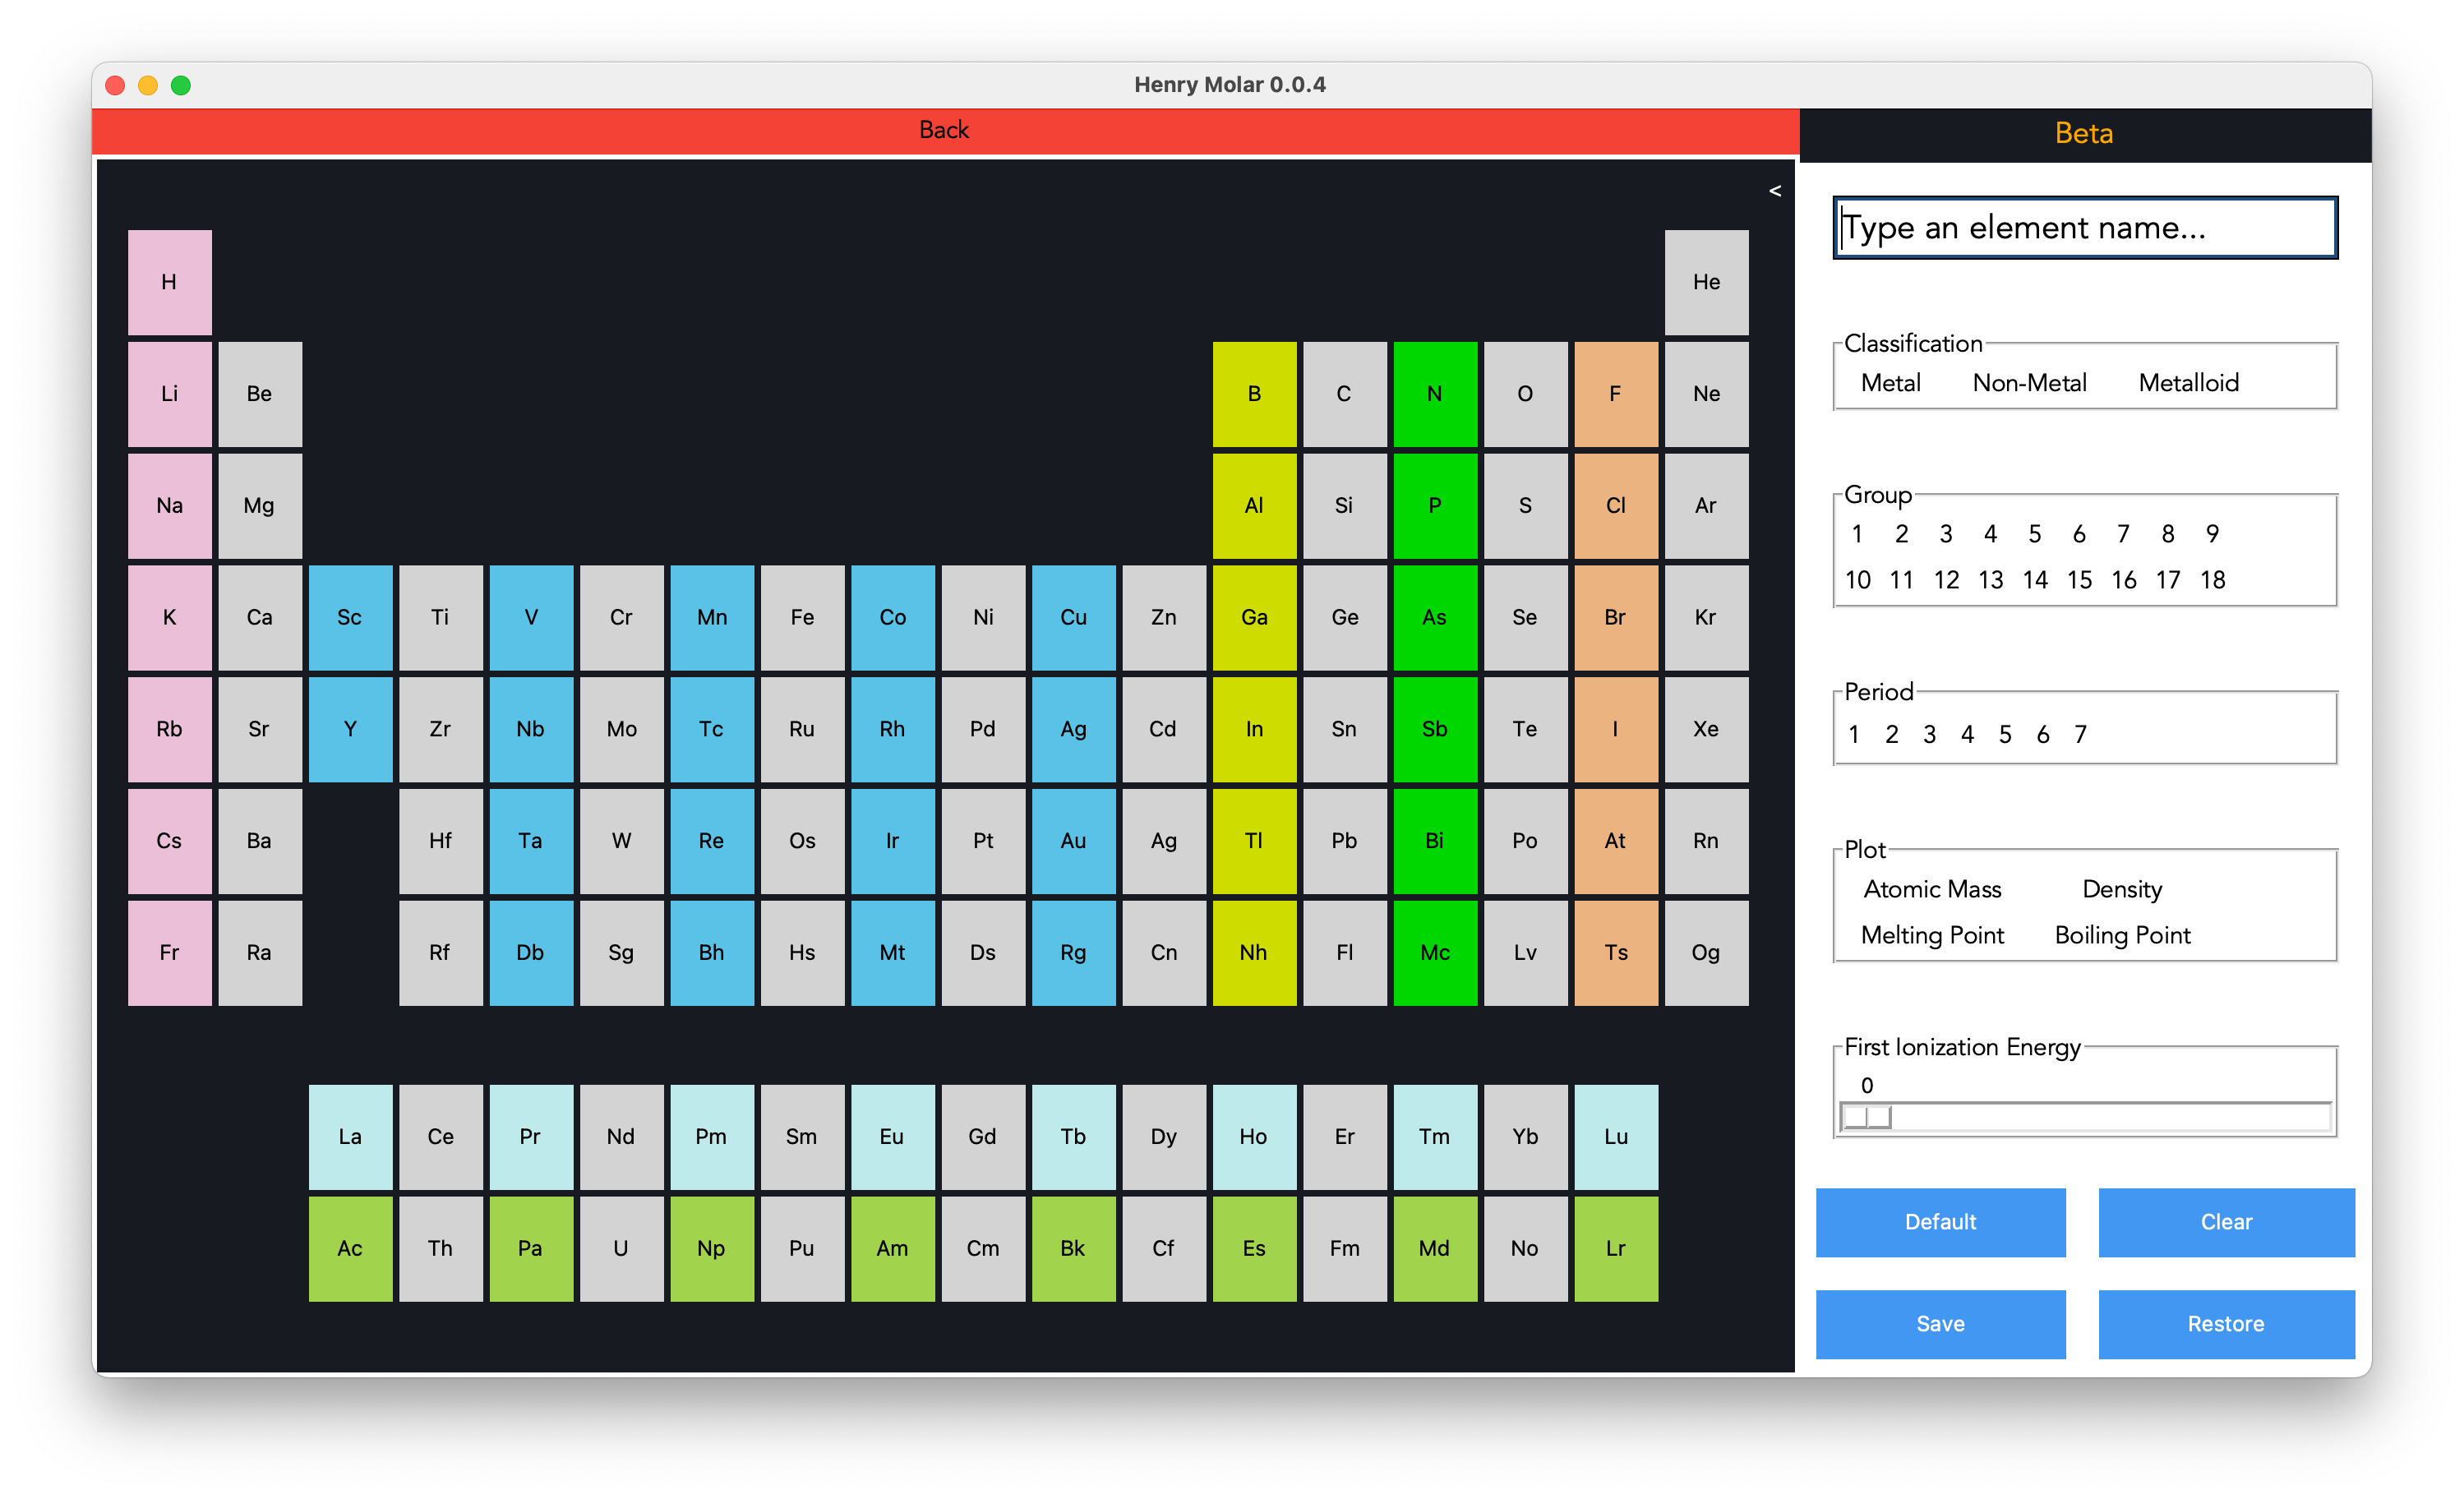 Henry Molar 0.0.4
Back
Beta
<
Type an element name...
H He
Li Be B C N O F Ne
Na Mg Al Si P S Cl Ar
K Ca Sc Ti V Cr Mn Fe Co Ni Cu Zn Ga Ge As Se Br Kr
Rb Sr Y Zr Nb Mo Tc Ru Rh Pd Ag Cd In Sn Sb Te I Xe
Cs Ba Hf Ta W Re Os Ir Pt Au Ag Tl Pb Bi Po At Rn
Fr Ra Rf Db Sg Bh Hs Mt Ds Rg Cn Nh Fl Mc Lv Ts Og
La Ce Pr Nd Pm Sm Eu Gd Tb Dy Ho Er Tm Yb Lu
Ac Th Pa U Np Pu Am Cm Bk Cf Es Fm Md No Lr
Classification
Metal Non-Metal Metalloid
Group
1 2 3 4 5 6 7 8 9
10 11 12 13 14 15 16 17 18
Period
1 2 3 4 5 6 7
Plot
Atomic Mass Density
Melting Point Boiling Point
First Ionization Energy
0
Default Clear
Save Restore